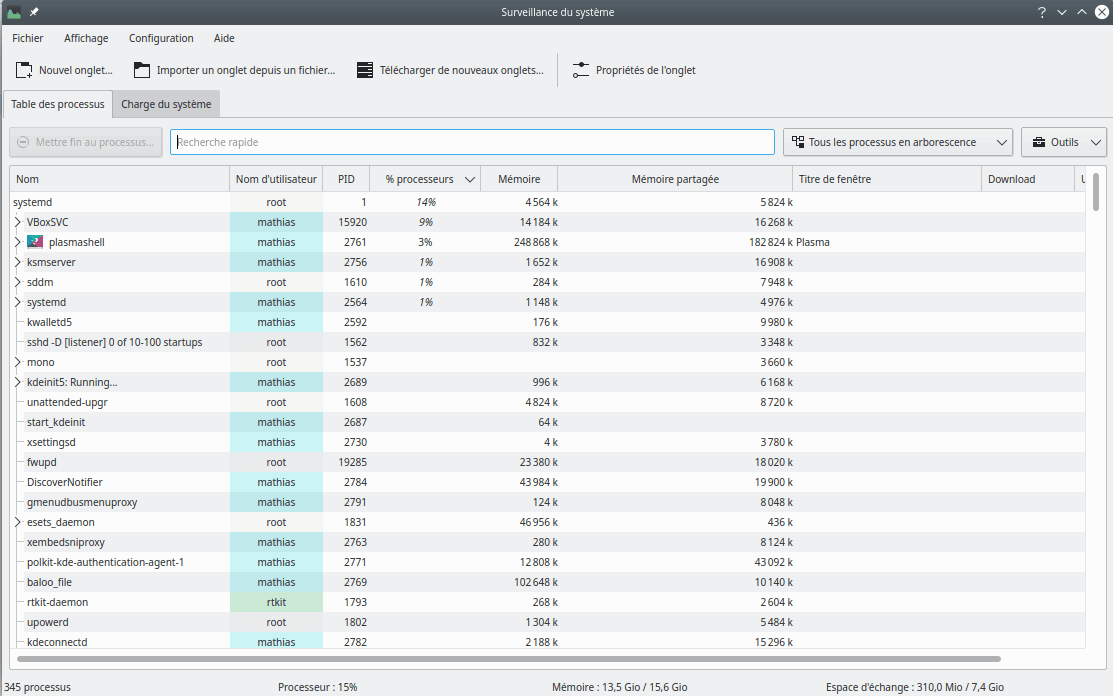 Surveillance du système
Fichier Affichage Configuration Aide
Nouvel onglet... Importer un onglet depuis un fichier... Télécharger de nouveaux onglets... Propriétés de l'onglet
Table des processus Charge du système
Mettre fin au processus... Recherche rapide Tous les processus en arborescence Outils
Nom Nom d'utilisateur PID % processeurs Mémoire Mémoire partagée Titre de fenêtre Download
systemd root 1 14% 4 564 k 5 824 k
VBoxSVC mathias 15920 9% 14 184 k 16 268 k
plasmashell mathias 2761 3% 248 868 k 182 824 k Plasma
ksmserver mathias 2756 1% 1 652 k 16 908 k
sddm root 1610 1% 284 k 7 948 k
systemd mathias 2564 1% 1 148 k 4 976 k
kwalletd5 mathias 2592 176 k 9 980 k
sshd -D [listener] 0 of 10-100 startups root 1562 832 k 3 348 k
mono root 1537 3 660 k
kdeinit5: Running... mathias 2689 996 k 6 168 k
unattended-upgr root 1608 4 824 k 8 720 k
start_kdeinit mathias 2687 64 k
xsettingsd mathias 2730 4 k 3 780 k
fwupd root 19285 23 380 k 18 020 k
DiscoverNotifier mathias 2784 43 984 k 19 900 k
gmenudbusmenuproxy mathias 2791 124 k 8 048 k
esets_daemon root 1831 46 956 k 436 k
xembedsniproxy mathias 2763 280 k 8 124 k
polkit-kde-authentication-agent-1 mathias 2771 12 808 k 43 092 k
baloo_file mathias 2769 102 648 k 10 140 k
rtkit-daemon rtkit 1793 268 k 2 604 k
upowerd root 1802 1 304 k 5 484 k
kdeconnectd mathias 2782 2 188 k 15 296 k
345 processus Processeur : 15% Mémoire : 13,5 Gio / 15,6 Gio Espace d'échange : 310,0 Mio / 7,4 Gio